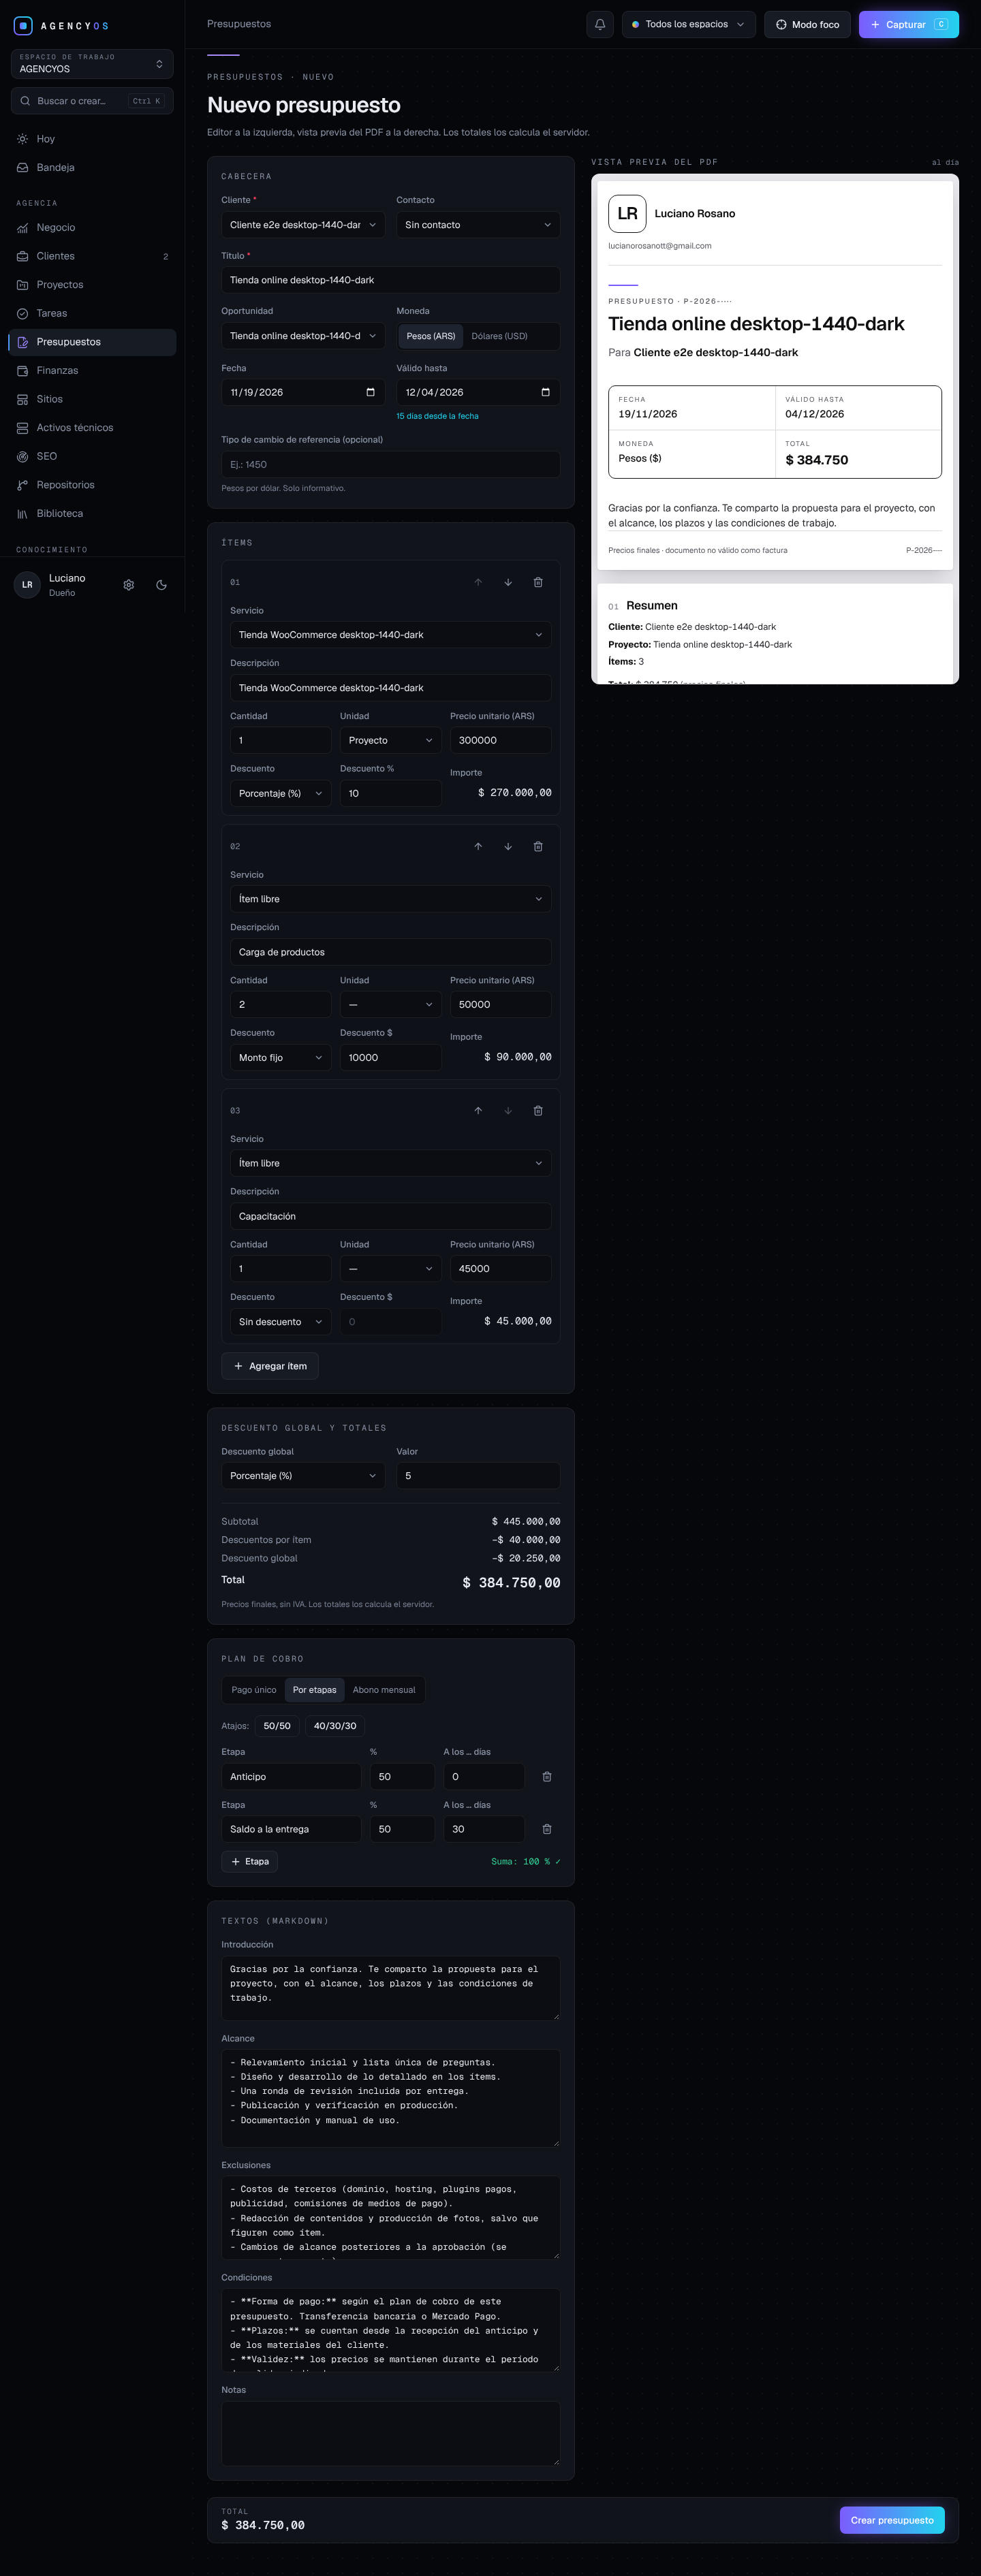 AGENCYOS
ESPACIO DE TRABAJO
AGENCYOS
Buscar o crear…
Ctrl K
Hoy
Bandeja
AGENCIA
Negocio
Clientes
2
Proyectos
Tareas
Presupuestos
Finanzas
Sitios
Activos técnicos
SEO
Repositorios
Biblioteca
CONOCIMIENTO
LR
Luciano
Dueño
Presupuestos
Todos los espacios
Modo foco
Capturar
C
PRESUPUESTOS · NUEVO
Nuevo presupuesto
Editor a la izquierda, vista previa del PDF a la derecha. Los totales los calcula el servidor.
CABECERA
Cliente *
Contacto
Cliente e2e desktop-1440-dar
Sin contacto
Título *
Tienda online desktop-1440-dark
Oportunidad
Moneda
Tienda online desktop-1440-d
Pesos (ARS)
Dólares (USD)
Fecha
Válido hasta
11/19/2026
12/04/2026
15 días desde la fecha
Tipo de cambio de referencia (opcional)
Ej.: 1450
Pesos por dólar. Solo informativo.
ÍTEMS
01
Servicio
Tienda WooCommerce desktop-1440-dark
Descripción
Tienda WooCommerce desktop-1440-dark
Cantidad
Unidad
Precio unitario (ARS)
1
Proyecto
300000
Descuento
Descuento %
Importe
Porcentaje (%)
10
$ 270.000,00
02
Servicio
Ítem libre
Descripción
Carga de productos
Cantidad
Unidad
Precio unitario (ARS)
2
—
50000
Descuento
Descuento $
Importe
Monto fijo
10000
$ 90.000,00
03
Servicio
Ítem libre
Descripción
Capacitación
Cantidad
Unidad
Precio unitario (ARS)
1
—
45000
Descuento
Descuento $
Importe
Sin descuento
0
$ 45.000,00
Agregar ítem
DESCUENTO GLOBAL Y TOTALES
Descuento global
Valor
Porcentaje (%)
5
Subtotal
$ 445.000,00
Descuentos por ítem
−$ 40.000,00
Descuento global
−$ 20.250,00
Total
$ 384.750,00
Precios finales, sin IVA. Los totales los calcula el servidor.
PLAN DE COBRO
Pago único
Por etapas
Abono mensual
Atajos:
50/50
40/30/30
Etapa
%
A los … días
Anticipo
50
0
Etapa
%
A los … días
Saldo a la entrega
50
30
Etapa
Suma: 100 % ✓
TEXTOS (MARKDOWN)
Introducción
Gracias por la confianza. Te comparto la propuesta para el
proyecto, con el alcance, los plazos y las condiciones de
trabajo.
Alcance
- Relevamiento inicial y lista única de preguntas.
- Diseño y desarrollo de lo detallado en los ítems.
- Una ronda de revisión incluida por entrega.
- Publicación y verificación en producción.
- Documentación y manual de uso.
Exclusiones
- Costos de terceros (dominio, hosting, plugins pagos,
publicidad, comisiones de medios de pago).
- Redacción de contenidos y producción de fotos, salvo que
figuren como ítem.
- Cambios de alcance posteriores a la aprobación (se
Condiciones
- **Forma de pago:** según el plan de cobro de este
presupuesto. Transferencia bancaria o Mercado Pago.
- **Plazos:** se cuentan desde la recepción del anticipo y
de los materiales del cliente.
- **Validez:** los precios se mantienen durante el período
Notas
TOTAL
$ 384.750,00
Crear presupuesto
VISTA PREVIA DEL PDF
al día
LR
Luciano Rosano
lucianorosanott@gmail.com
PRESUPUESTO · P-2026-····
Tienda online desktop-1440-dark
Para Cliente e2e desktop-1440-dark
FECHA
19/11/2026
VÁLIDO HASTA
04/12/2026
MONEDA
Pesos ($)
TOTAL
$ 384.750
Gracias por la confianza. Te comparto la propuesta para el proyecto, con
el alcance, los plazos y las condiciones de trabajo.
Precios finales · documento no válido como factura
P-2026-····
01 Resumen
Cliente: Cliente e2e desktop-1440-dark
Proyecto: Tienda online desktop-1440-dark
Ítems: 3
Total: $ 384.750 (precios finales)